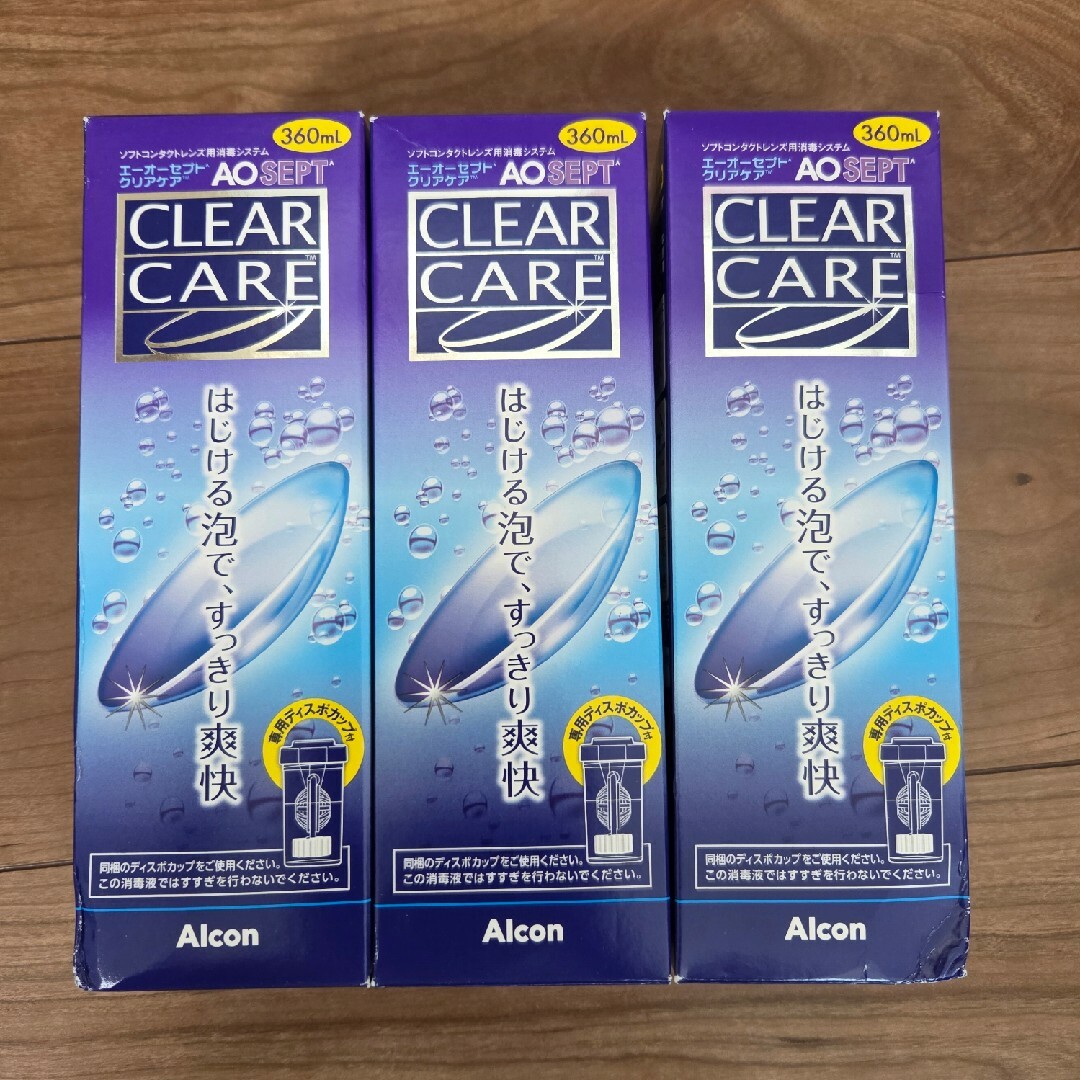 360mL
ソフトコンタクトレンズ用消毒システム
エーオーセプト
クリアケア™
AOSEPT
CLEAR
CARE™
はじける泡で、すっきり爽快
専用ディスポカップ付
同梱のディスポカップをご使用ください。
この消毒液ではすすぎを行わないでください。
Alcon
360mL
ソフトコンタクトレンズ用消毒システム
エーオーセプト
クリアケア™
AOSEPT
CLEAR
CARE™
はじける泡で、すっきり爽快
専用ディスポカップ付
同梱のディスポカップをご使用ください。
この消毒液ではすすぎを行わないでください。
Alcon
360mL
ソフトコンタクトレンズ用消毒システム
エーオーセプト
クリアケア™
AOSEPT
CLEAR
CARE™
はじける泡で、すっきり爽快
専用ディスポカップ付
同梱のディスポカップをご使用ください。
この消毒液ではすすぎを行わないでください。
Alcon